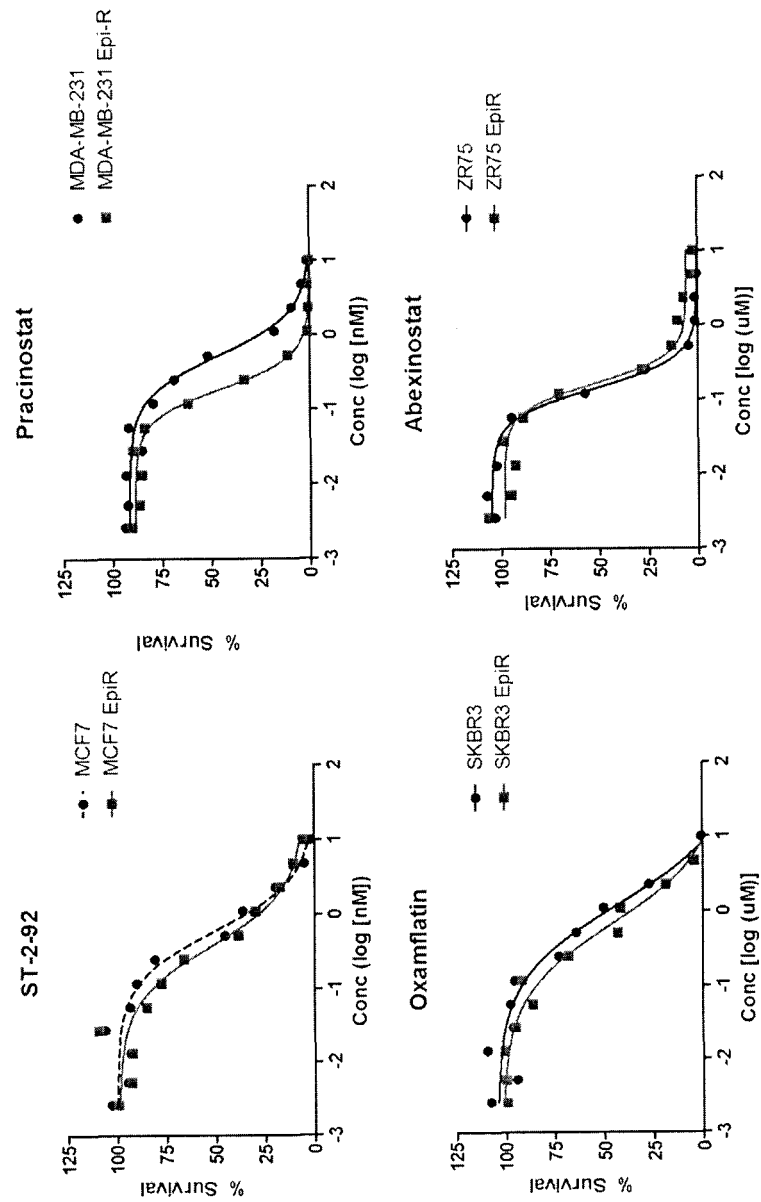 ST-2-92
MCF7
MCF7 EpiR
% Survival
125
100
75
50
25
0
-3
-2
-1
0
1
2
Conc (log [nM])
Pracinostat
MDA-MB-231
MDA-MB-231 Epi-R
% Survival
125
100
75
50
25
0
-3
-2
-1
0
1
2
Conc (log [nM])
Oxamflatin
SKBR3
SKBR3 EpiR
% Survival
125
100
75
50
25
0
-3
-2
-1
0
1
2
Conc [log (uM)]
Abexinostat
ZR75
ZR75 EpiR
% Survival
125
100
75
50
25
0
-3
-2
-1
0
1
2
Conc [log (uM)]